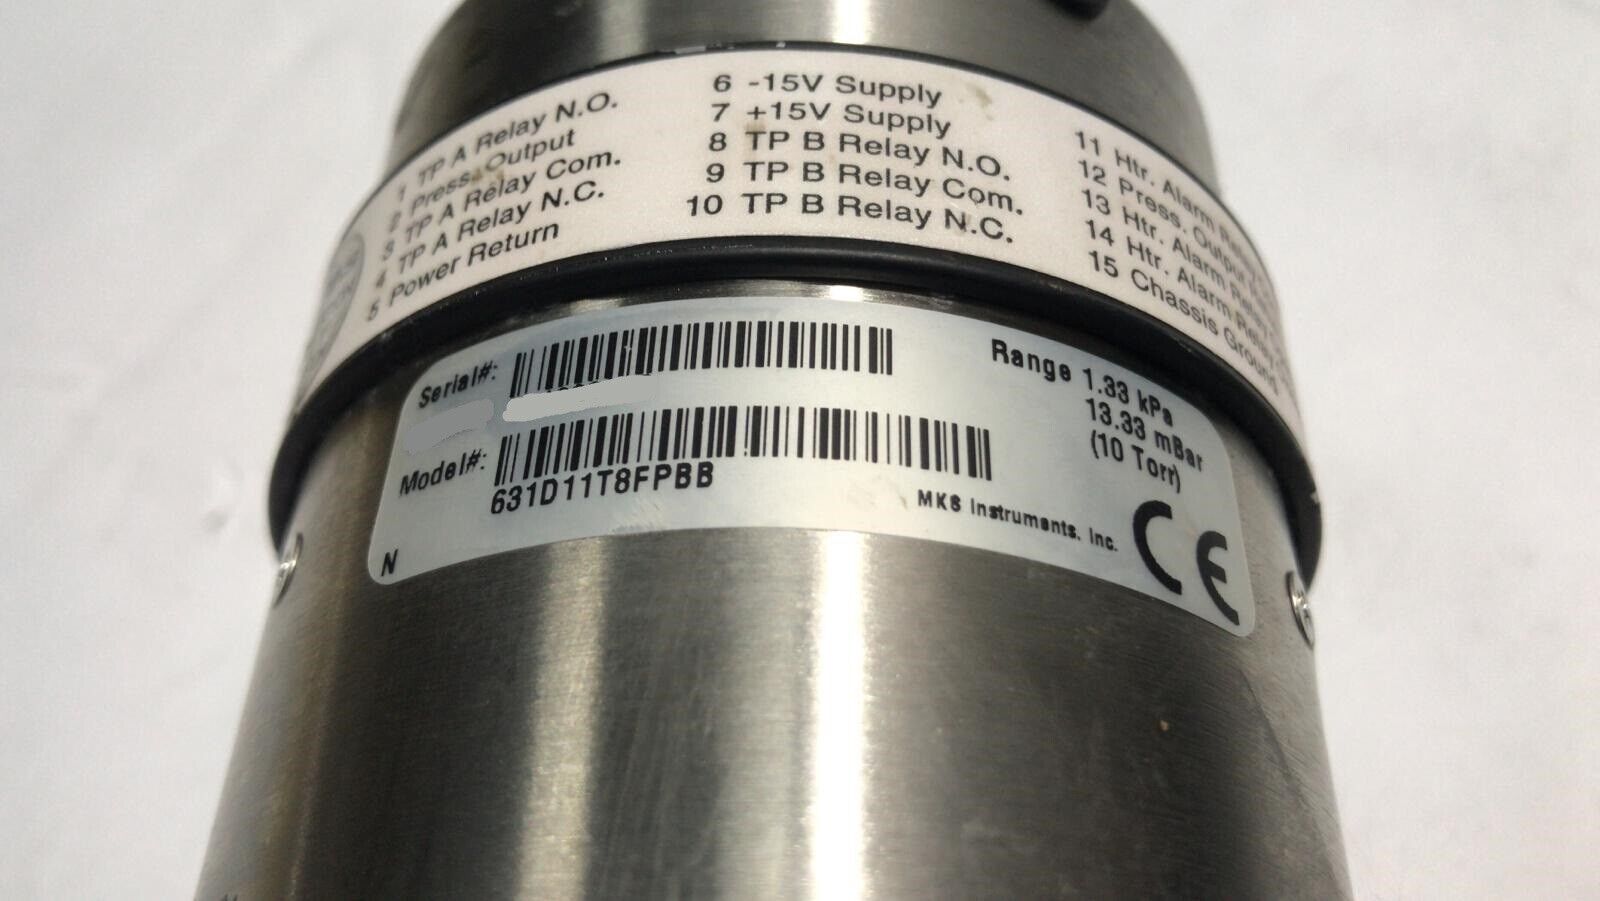 1 TP A Relay N.O.
2 Press. Output
3 TP A Relay Com.
4 TP A Relay N.C.
5 Power Return
6 -15V Supply
7 +15V Supply
8 TP B Relay N.O.
9 TP B Relay Com.
10 TP B Relay N.C.
11 Htr. Alarm Relay
12 Press. Output
13 Htr. Alarm Relay
14 Htr. Alarm Relay
15 Chassis Ground
Serial#:
Range 1.33 kPa
13.33 mBar
(10 Torr)
Model#:
631D11T8FPBB
MKS Instruments, Inc.
CE
N